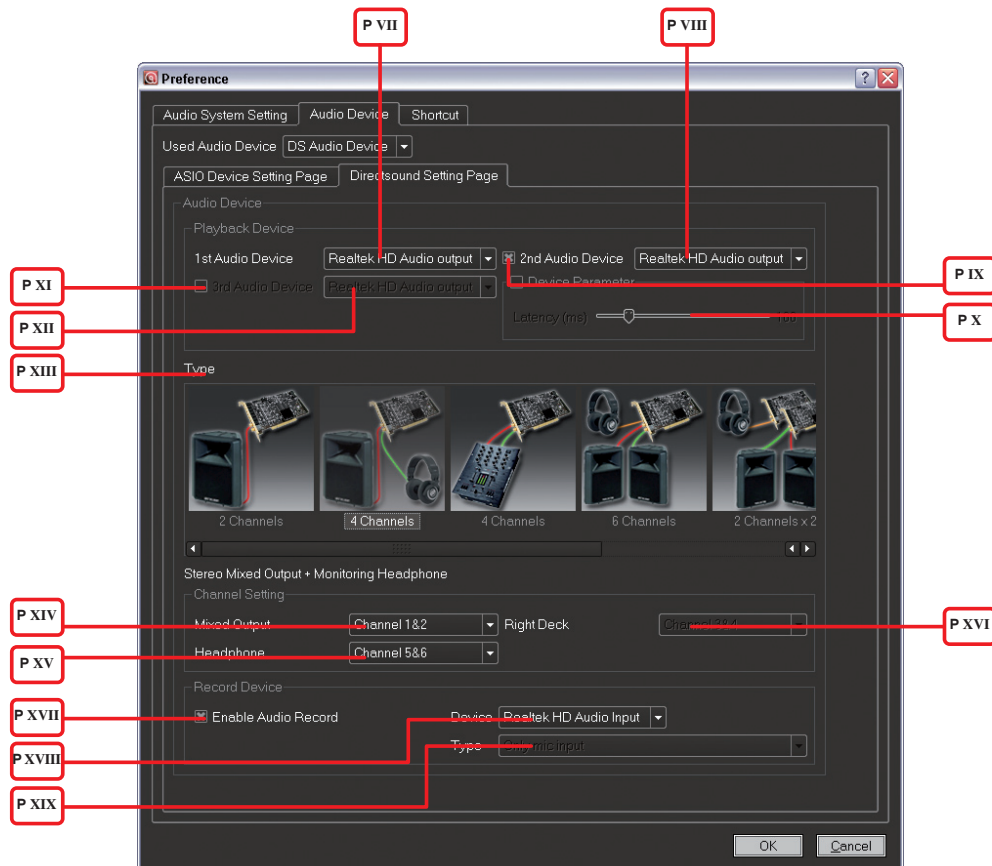 P VII
P VIII
Preference
Audio System Setting
Audio Device
Shortcut
Used Audio Device
DS Audio Device
ASIO Device Setting Page
Directsound Setting Page
Audio Device
Playback Device
1st Audio Device
Realtek HD Audio output
2nd Audio Device
Realtek HD Audio output
P IX
P XI
3rd Audio Device
Realtek HD Audio output
Device Parameter
P XII
Latency (ms)
100
P X
P XIII
Type
2 Channels
4 Channels
4 Channels
6 Channels
2 Channels x 2
Stereo Mixed Output + Monitoring Headphone
Channel Setting
P XIV
Mixed Output
Channel 1&2
Right Deck
Channel 3&4
P XVI
P XV
Headphone
Channel 5&6
Record Device
P XVII
Enable Audio Record
Device
Realtek HD Audio Input
P XVIII
Type
Only mic input
P XIX
OK
Cancel